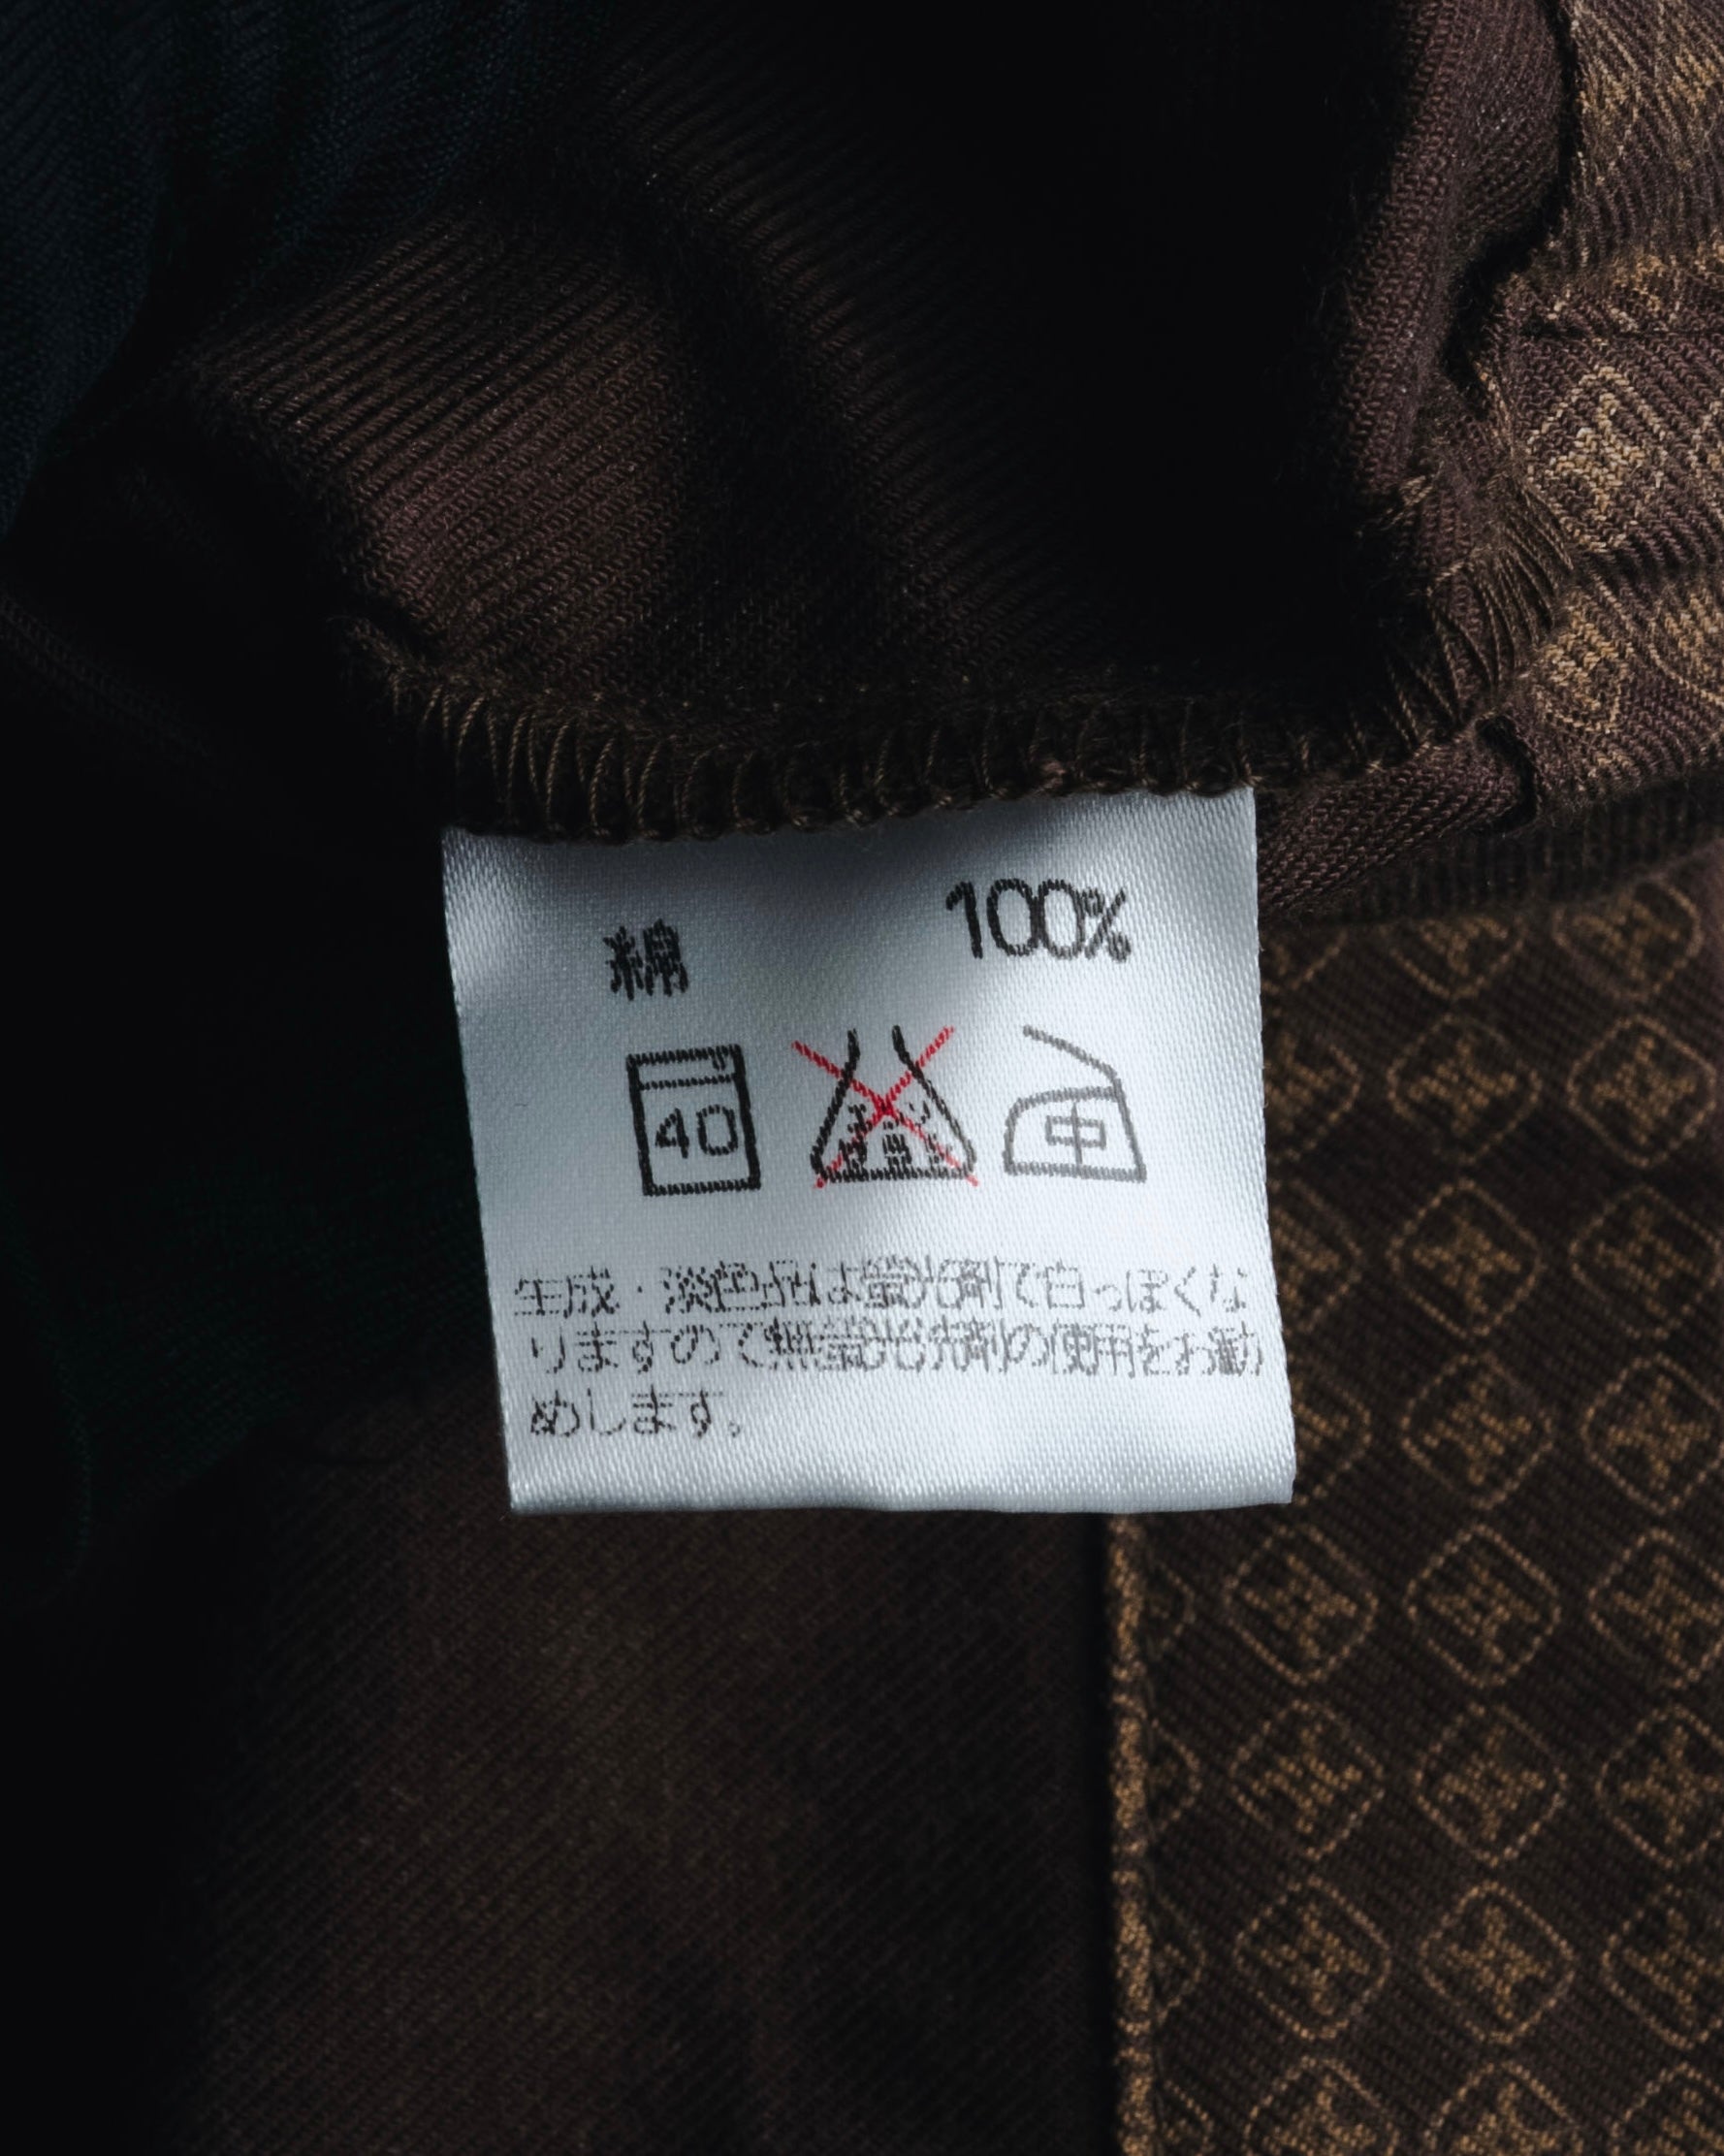 綿 100%
40 中
生成・淡色品は蛍光剤で白っぽくな
りますので無蛍光洗剤の使用をお勧
めします。